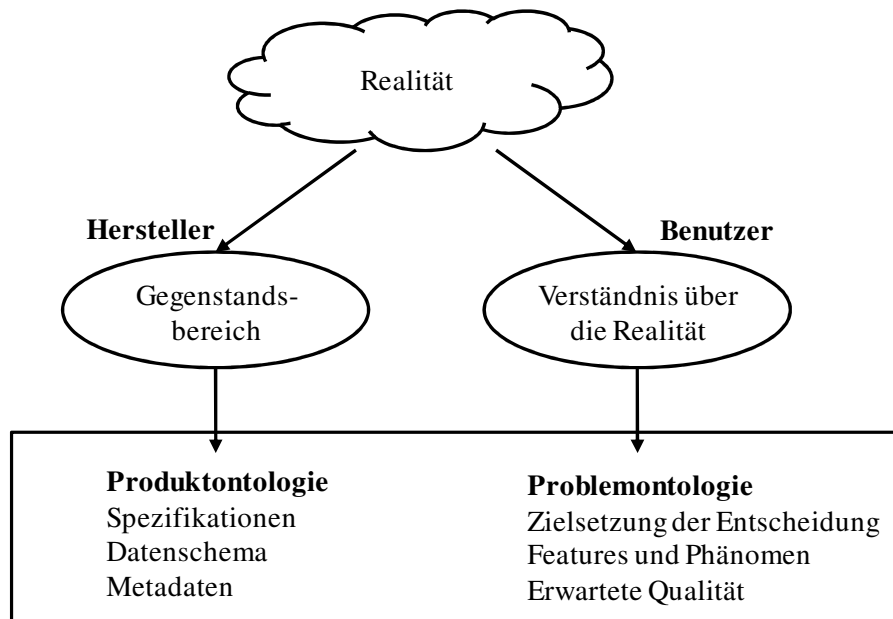 Realität
Hersteller
Benutzer
Gegenstands-
bereich
Verständnis über
die Realität
Produktontologie
Spezifikationen
Datenschema
Metadaten
Problemontologie
Zielsetzung der Entscheidung
Features und Phänomen
Erwartete Qualität